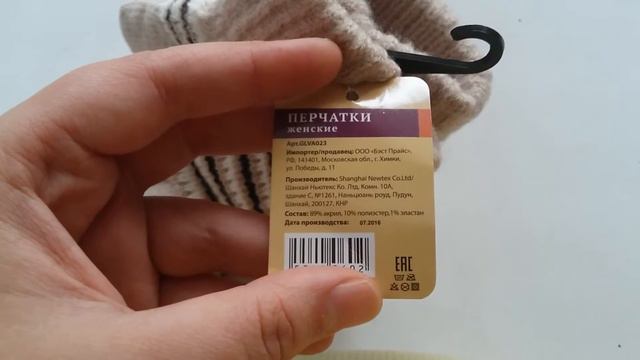 ПЕРЧАТКИ
женские
Арт.GLVA023
Импортер/продавец: ООО «Бэст Прайс»,
РФ, 141401, Московская обл., г. Химки,
ул. Победы, д. 11
Производитель: Shanghai Newtex Co.Ltd/
Шанхай Ньютекс Ко. Лтд, Комн. 10А,
здание С, №1261, Наньцюань роуд, Пудун,
Шанхай, 200127, КНР
Состав: 89% акрил, 10% полиэстер,1% эластан
Дата производства: 07.2016
EAC